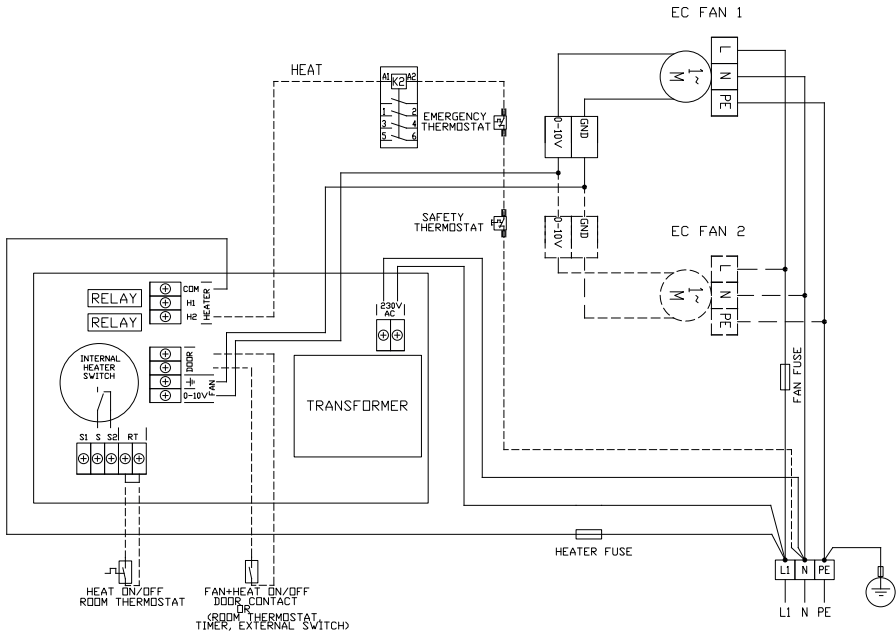 EC FAN 1
L
N
PE
1~
M
HEAT
A1 K2 A2
1 2
3 4
5 6
EMERGENCY
THERMOSTAT
0-10V
GND
SAFETY
THERMOSTAT
0-10V
GND
EC FAN 2
L
N
PE
1~
M
RELAY
RELAY
COM
H1
H2
HEATER
230V
AC
INTERNAL
HEATER
SWITCH
DOOR
0-10V
FAN
TRANSFORMER
FAN FUSE
S1 S S2 RT
HEATER FUSE
HEAT ON/OFF
ROOM THERMOSTAT
FAN+HEAT ON/OFF
DOOR CONTACT
OR
(ROOM THERMOSTAT,
TIMER, EXTERNAL SWITCH)
L1 N PE
L1 N PE